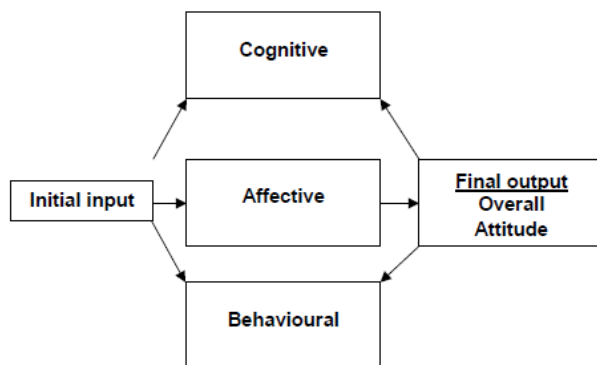 Cognitive
Initial input
Affective
Final output
Overall
Attitude
Behavioural